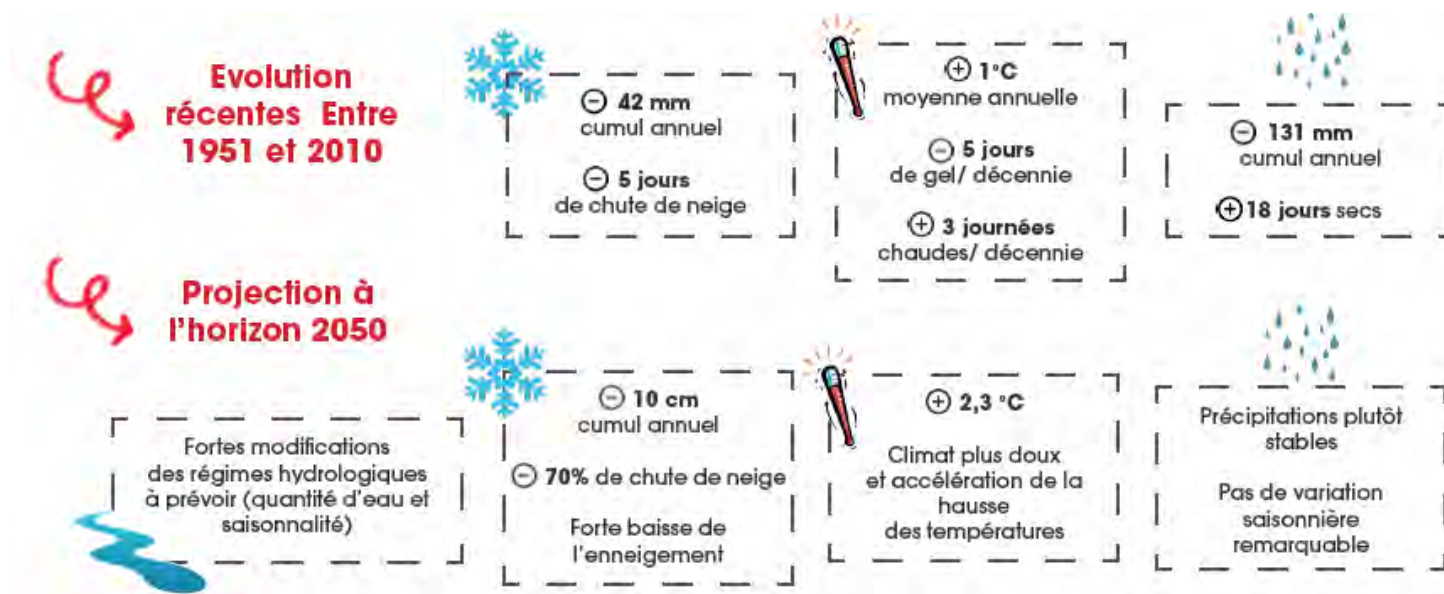 Evolution
récentes Entre
1951 et 2010
⊖ 42 mm
cumul annuel
⊖ 5 jours
de chute de neige
⊕ 1°C
moyenne annuelle
⊖ 5 jours
de gel/ décennie
⊕ 3 journées
chaudes/ décennie
⊖ 131 mm
cumul annuel
⊕ 18 jours secs
Projection à
l'horizon 2050
Fortes modifications
des régimes hydrologiques
à prévoir (quantité d'eau et
saisonnalité)
⊖ 10 cm
cumul annuel
⊖ 70% de chute de neige
Forte baisse de
l'enneigement
⊕ 2,3 °C
Climat plus doux
et accélération de la
hausse
des températures
Précipitations plutôt
stables
Pas de variation
saisonnière
remarquable